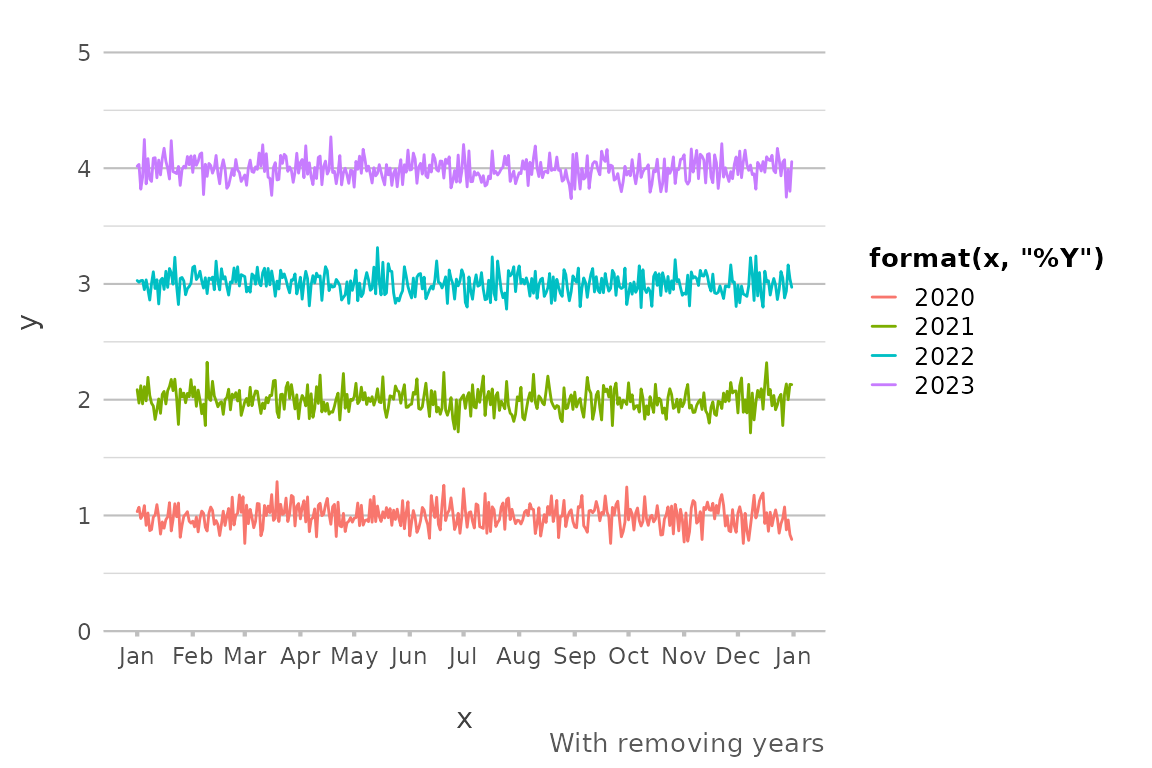 5
4
3
2
1
0
y
Jan Feb Mar Apr May Jun Jul Aug Sep Oct Nov Dec Jan
x
With removing years
format(x, "%Y")
2020
2021
2022
2023